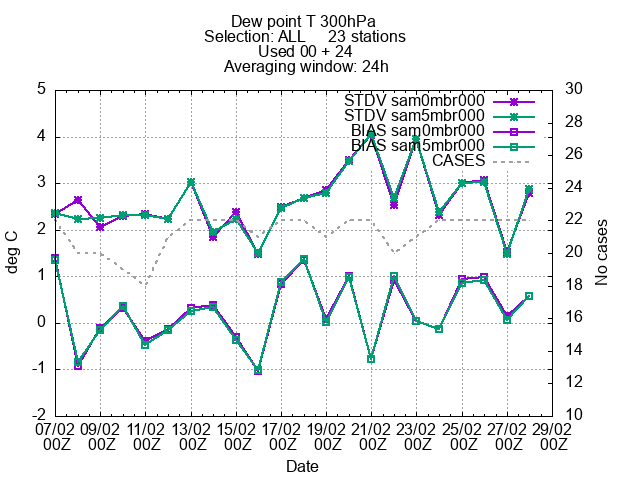 Dew point T 300hPa
Selection: ALL 23 stations
Used 00 + 24
Averaging window: 24h
STDV sam0mbr000
STDV sam5mbr000
BIAS sam0mbr000
BIAS sam5mbr000
CASES
5
4
3
2
1
0
-1
-2
deg C
30
28
26
24
22
20
18
16
14
12
10
No cases
07/02 09/02 11/02 13/02 15/02 17/02 19/02 21/02 23/02 25/02 27/02 29/02
00Z 00Z 00Z 00Z 00Z 00Z 00Z 00Z 00Z 00Z 00Z 00Z
Date